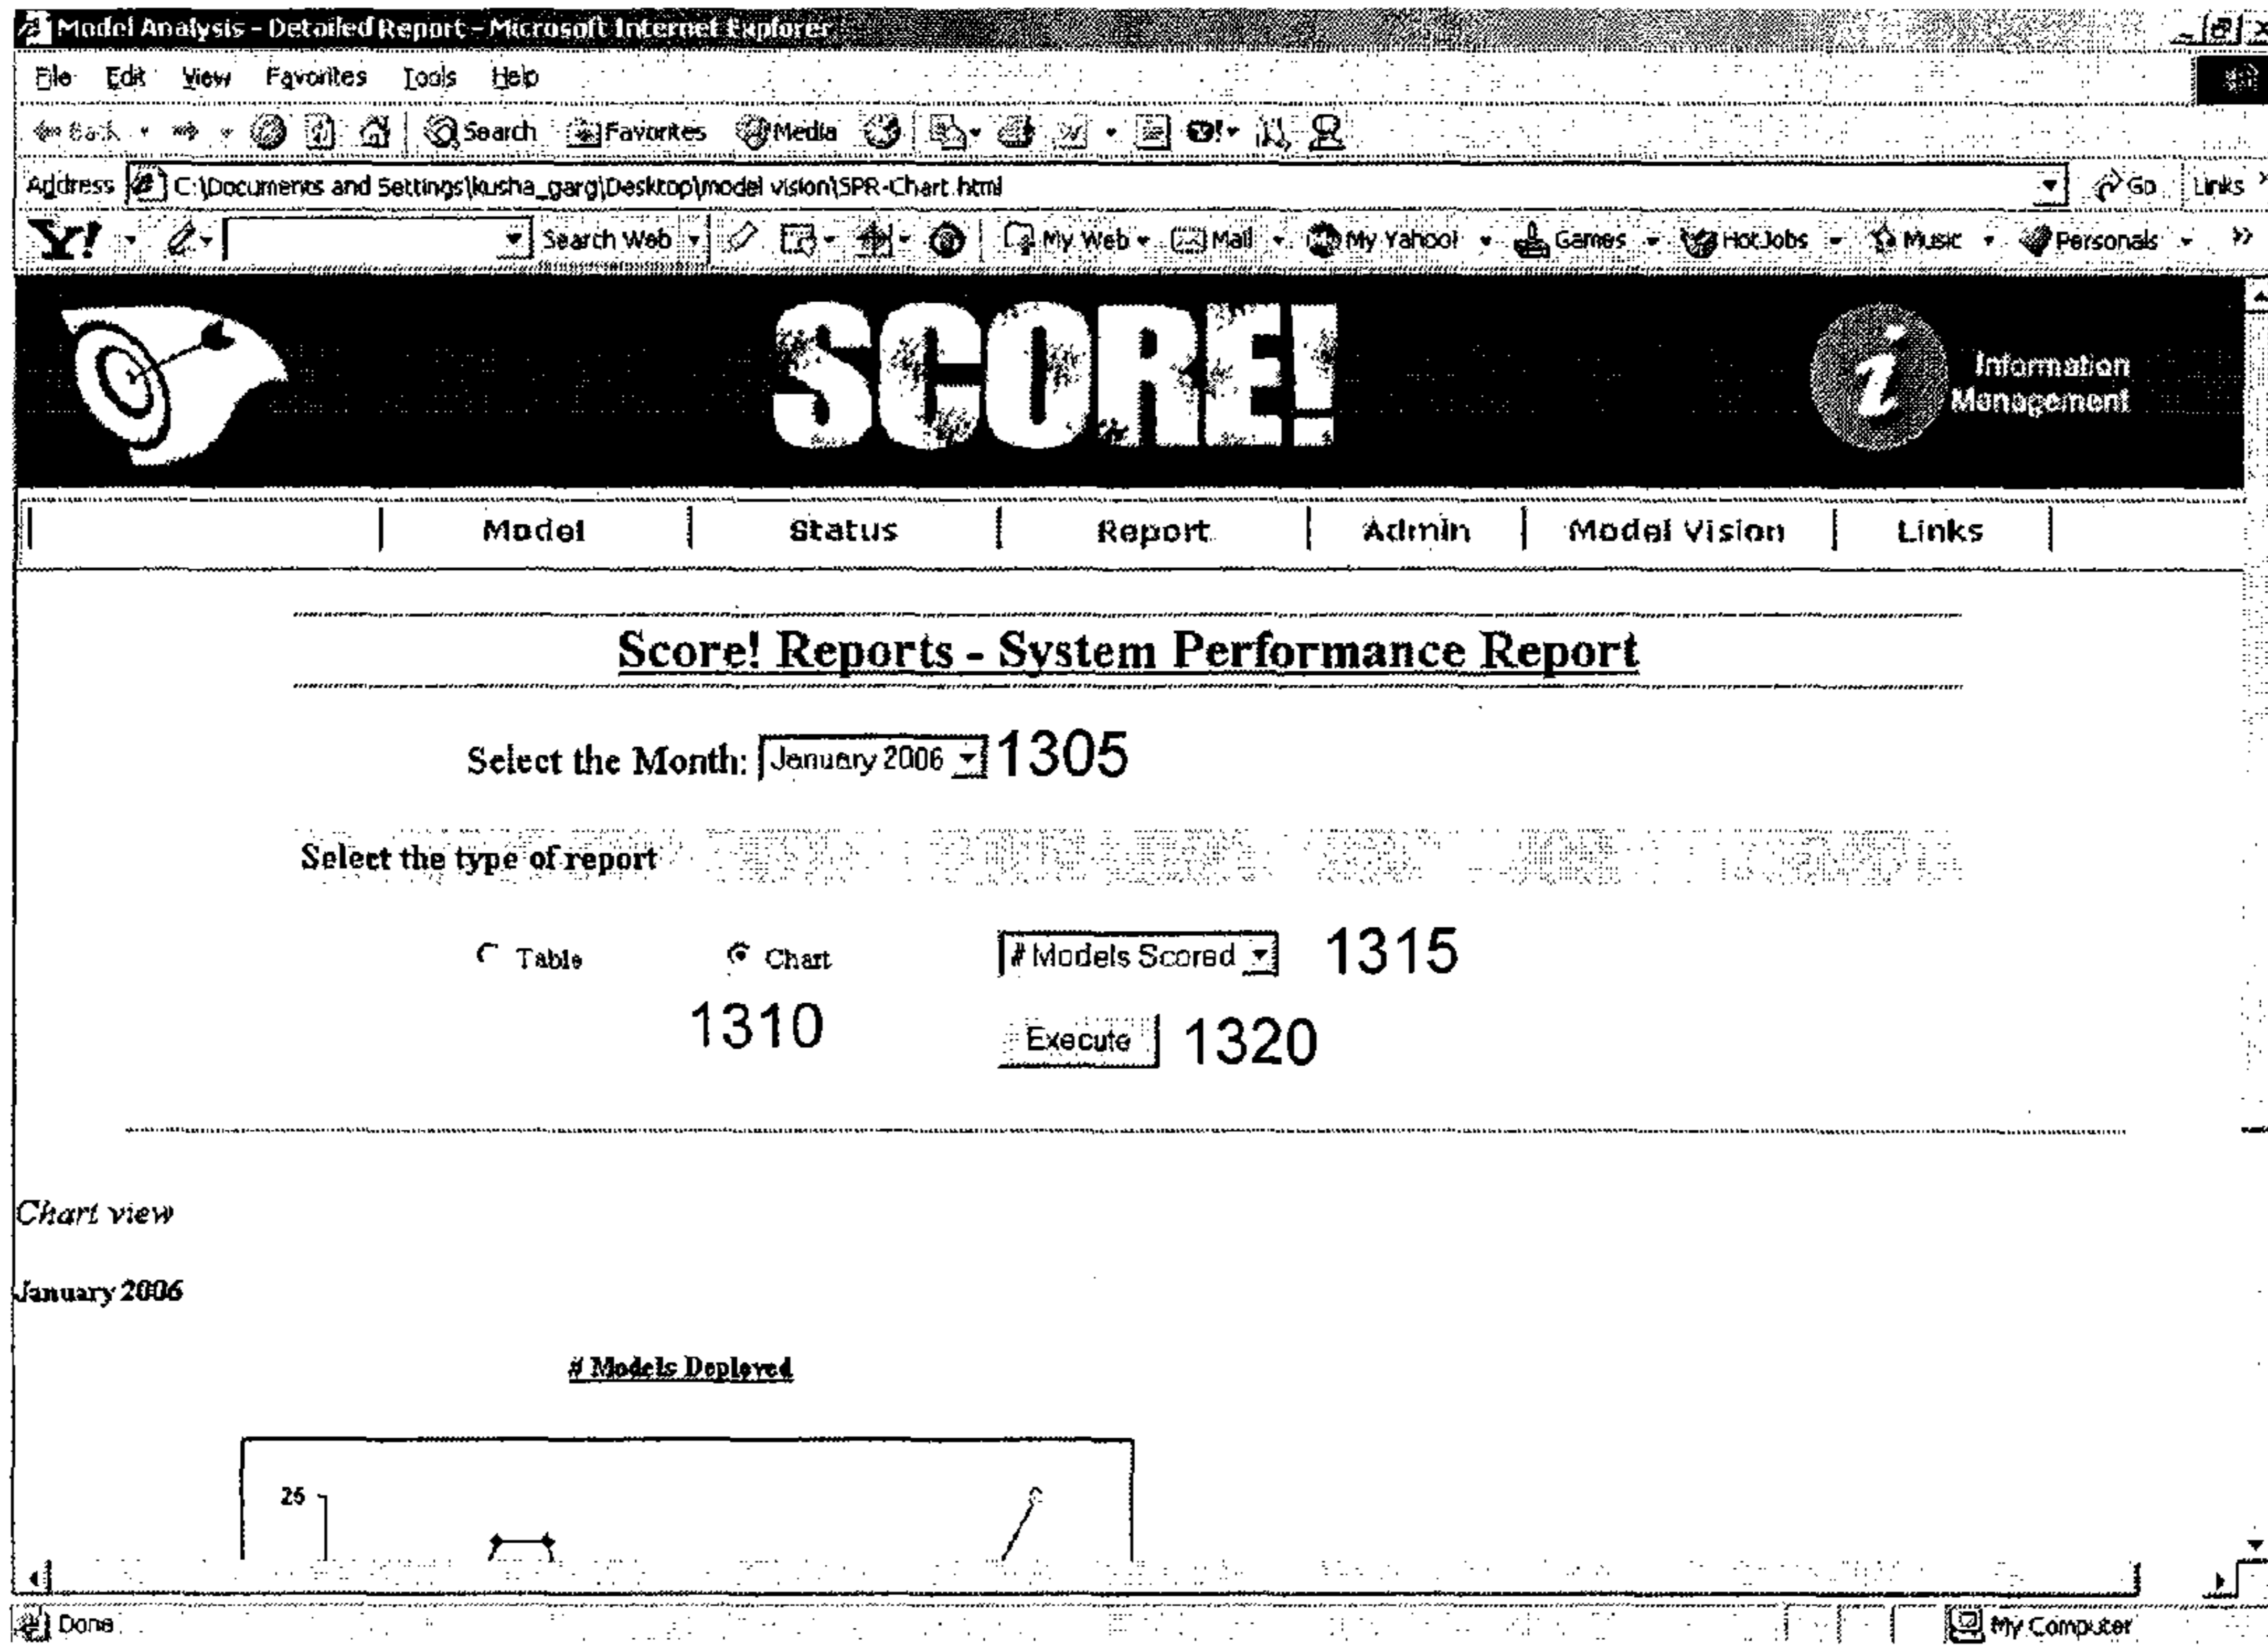 Model Analysis - Detailed Report - Microsoft Internet Explorer
File Edit View Favorites Tools Help
Back Search Favorites Media
Address C:\Documents and Settings\kusha_garg\Desktop\model vision\SPR-Chart.html Go Links
Y! Search Web My Web Mail My Yahoo! Games HotJobs Music Personals
SCORE!
i Information
Management
Model Status Report Admin Model Vision Links
Score! Reports - System Performance Report
Select the Month: January 2006 1305
Select the type of report
Table Chart # Models Scored 1315
1310 Execute 1320
Chart view
January 2006
# Models Deployed
25
Done My Computer